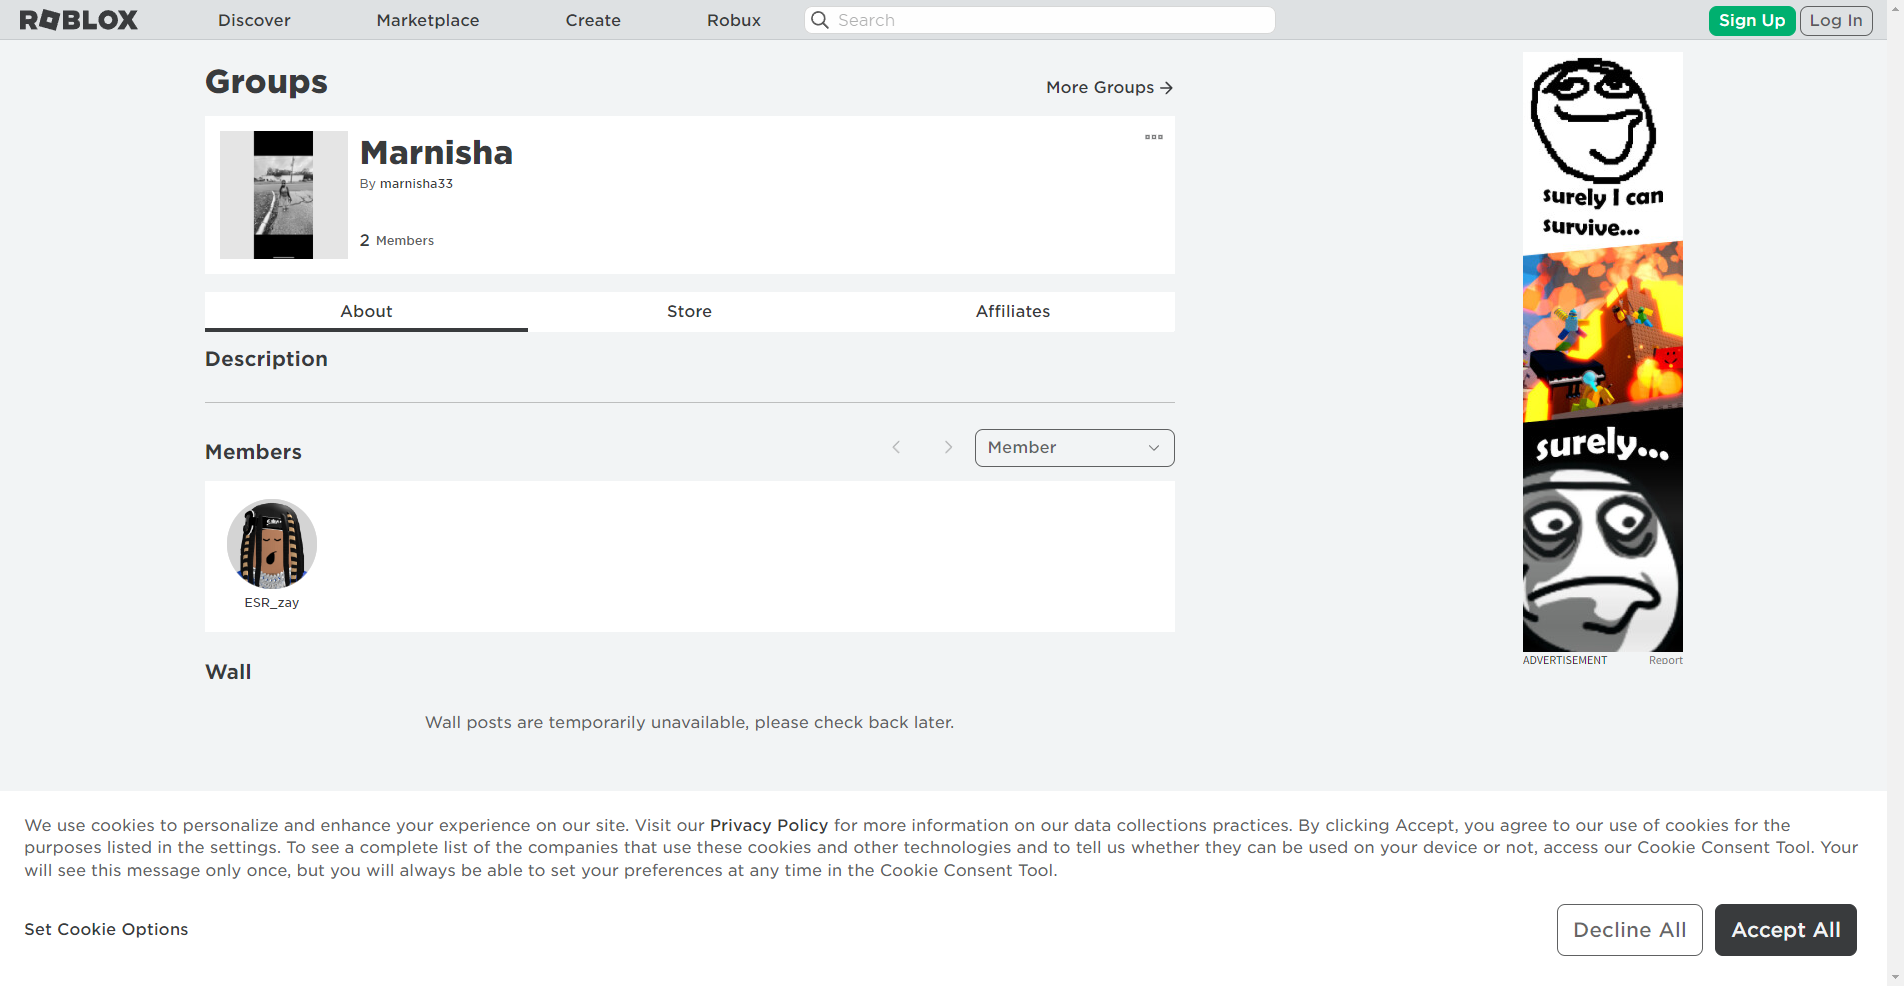 ROBLOX
Discover
Marketplace
Create
Robux
Search
Sign Up
Log In
Groups
More Groups
Marnisha
By marnisha33
2 Members
About
Store
Affiliates
Description
Members
Member
ESR_zay
Wall
Wall posts are temporarily unavailable, please check back later.
surely I can
survive...
surely...
ADVERTISEMENT
Report
We use cookies to personalize and enhance your experience on our site. Visit our Privacy Policy for more information on our data collections practices. By clicking Accept, you agree to our use of cookies for the
purposes listed in the settings. To see a complete list of the companies that use these cookies and other technologies and to tell us whether they can be used on your device or not, access our Cookie Consent Tool. Your
will see this message only once, but you will always be able to set your preferences at any time in the Cookie Consent Tool.
Set Cookie Options
Decline All
Accept All